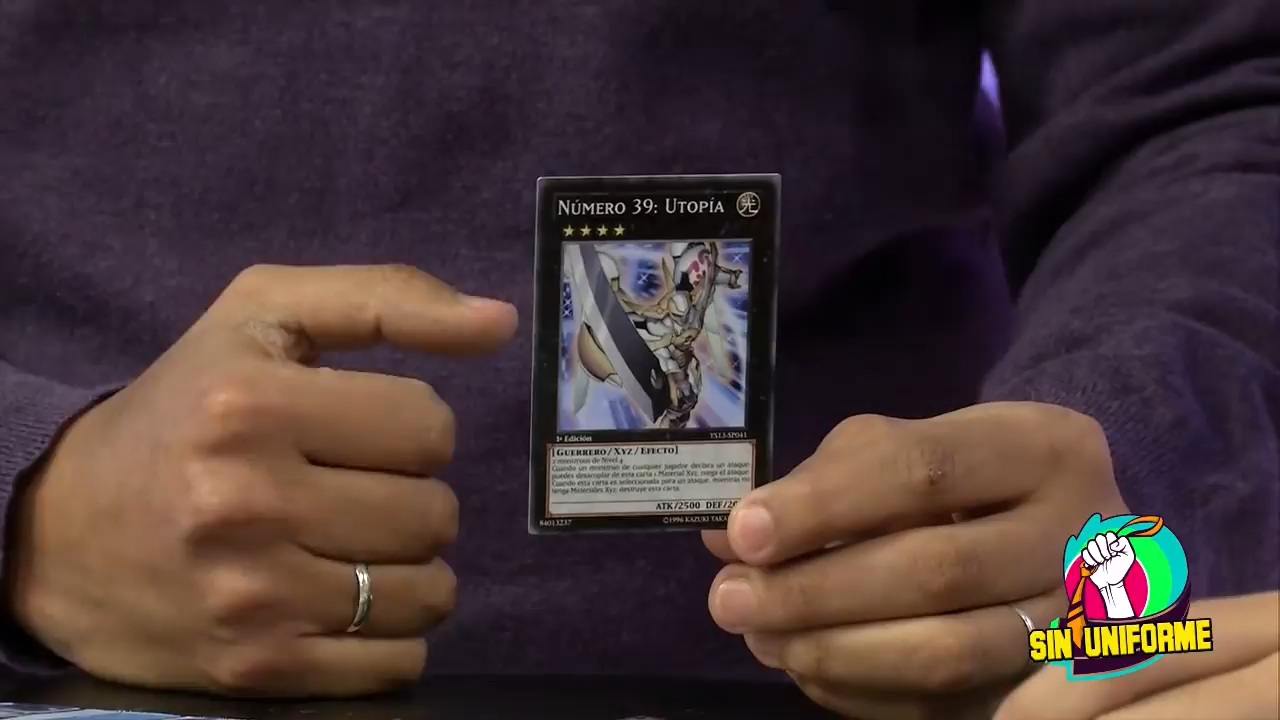 NÚMERO 39: UTOPÍA
1ª Edición
YS13-SP041
[GUERRERO/XYZ/EFECTO]
2 monstruos de Nivel 4
Cuando un monstruo de cualquier jugador declara un ataque:
puedes desacoplar de esta carta 1 Material Xyz; niega el ataque.
Cuando esta carta es seleccionada para un ataque, mientras no
tenga Materiales Xyz: destruye esta carta.
ATK/2500 DEF/20
84013237
©1996 KAZUKI TAKA
SIN UNIFORME